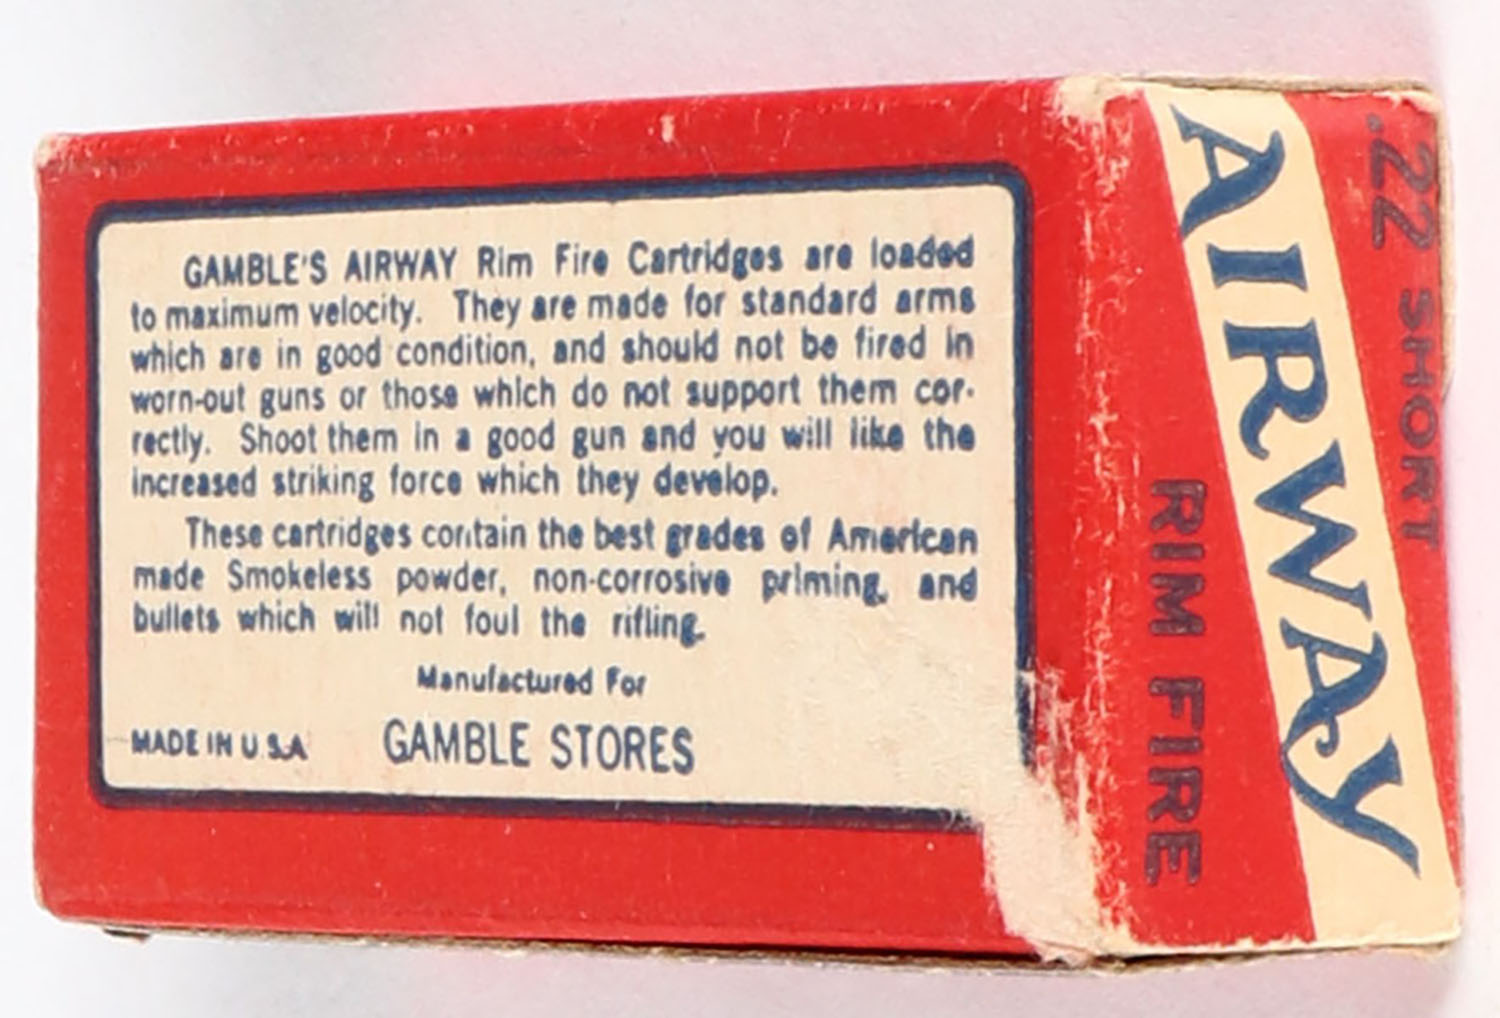 GAMBLE'S AIRWAY Rim Fire Cartridges are loaded
to maximum velocity. They are made for standard arms
which are in good condition, and should not be fired in
worn-out guns or those which do not support them cor-
rectly. Shoot them in a good gun and you will like the
increased striking force which they develop.
These cartridges contain the best grades of American
made Smokeless powder, non-corrosive priming, and
bullets which will not foul the rifling.
Manufactured For
MADE IN U.S.A GAMBLE STORES
.22 SHORT
AIRWAY
RIM FIRE